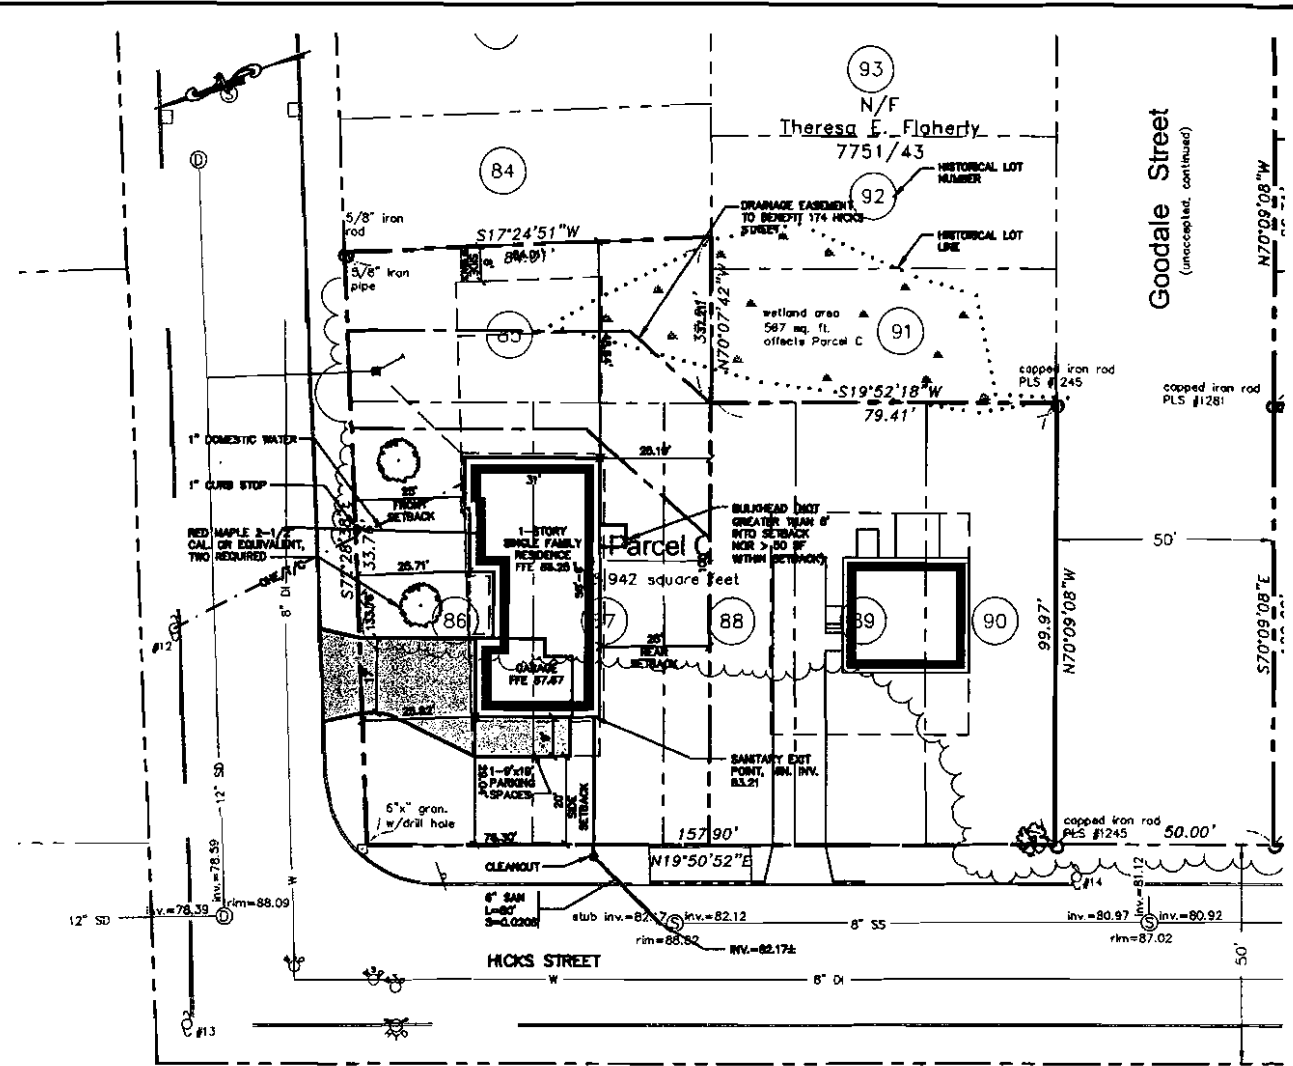 93
N/F
Theresa E. Flaherty
7751/43
92
HISTORICAL LOT
NUMBER
HISTORICAL LOT
LINE
DRAINAGE EASEMENT
TO BENEFIT 174 HICKS
STREET
Goodale Street
(unaccepted, continued)
N70°09'08"W
84
5/8" iron
rod
S17°24'51"W
5/8" iron
pipe
85
N70°07'42"W
wetland area
567 sq. ft.
affects Parcel C
91
S19°52'18"W
79.41'
capped iron rod
PLS #1245
capped iron rod
PLS #1281
1" DOMESTIC WATER
1" CURB STOP
RED MAPLE 2-1/2"
CAL. OR EQUIVALENT,
TWO REQUIRED
25'
FRONT
SETBACK
31'
1-STORY
SINGLE FAMILY
RESIDENCE
FFE 88.25
BULKHEAD (NOT
GREATER THAN 6'
INTO SETBACK
NOR > 50 SF
WITHIN SETBACK)
Parcel C
942 square feet
25.71'
86
87
88
89
90
25'
REAR
SETBACK
GARAGE
FFE 87.67
17'
25.82'
99.97'
N70°09'08"W
50'
S70°09'08"E
8" DI
#12
SANITARY EXIT
POINT, MIN. INV.
83.21
1-9'x18'
PARKING
SPACES
20'
SIDE
SETBACK
6"x" gran.
w/drill hole
157.90'
N19°50'52"E
capped iron rod
PLS #1245
50.00'
CLEANOUT
6" SAN
L=60'
S=0.0206
12" SD
inv.=78.59
W
12" SD
inv.=78.39
D
rim=88.09
stub inv.=82.17
S
inv.=82.12
rim=88.82
INV.=82.17±
8" SS
inv.=80.97
S
inv.=80.92
inv.=81.12
rim=87.02
#14
HICKS STREET
W
8" DI
50'
#13